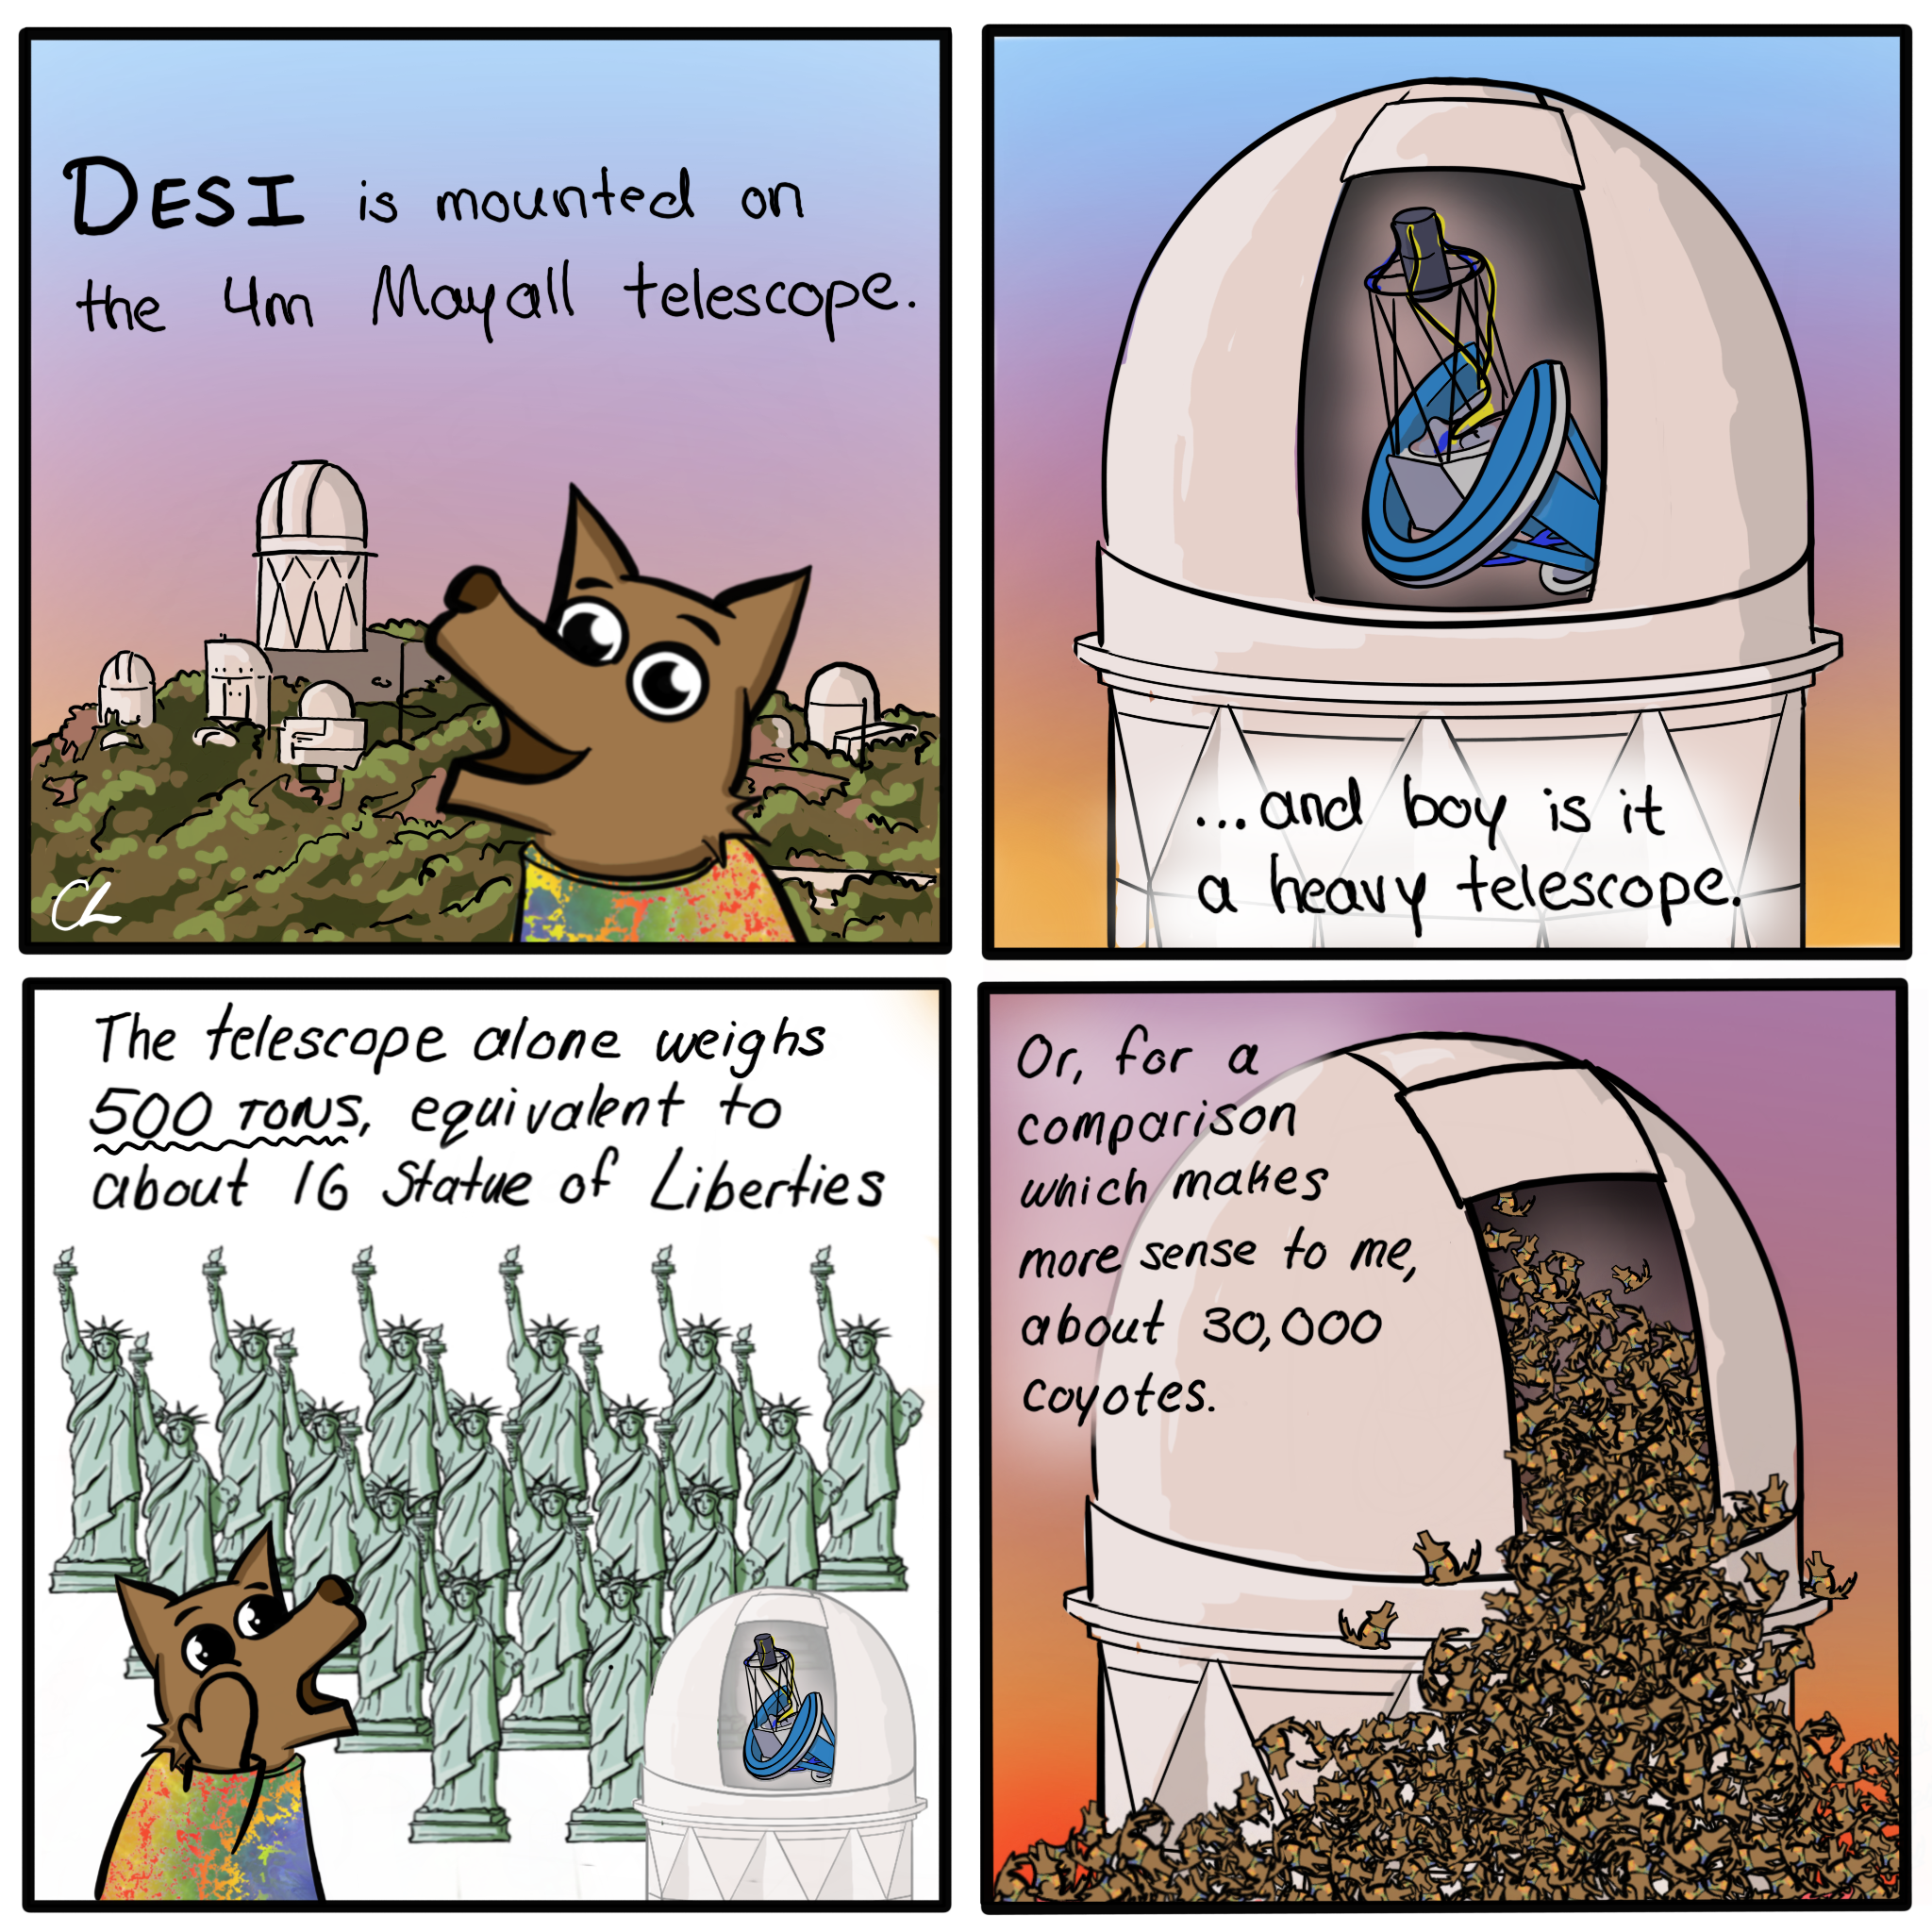 DESI is mounted on
the 4m Mayall telescope.
CL
...and boy is it
a heavy telescope.
The telescope alone weighs
500 TONS, equivalent to
about 16 Statue of Liberties
Or, for a
comparison
which makes
more sense to me,
about 30,000
coyotes.